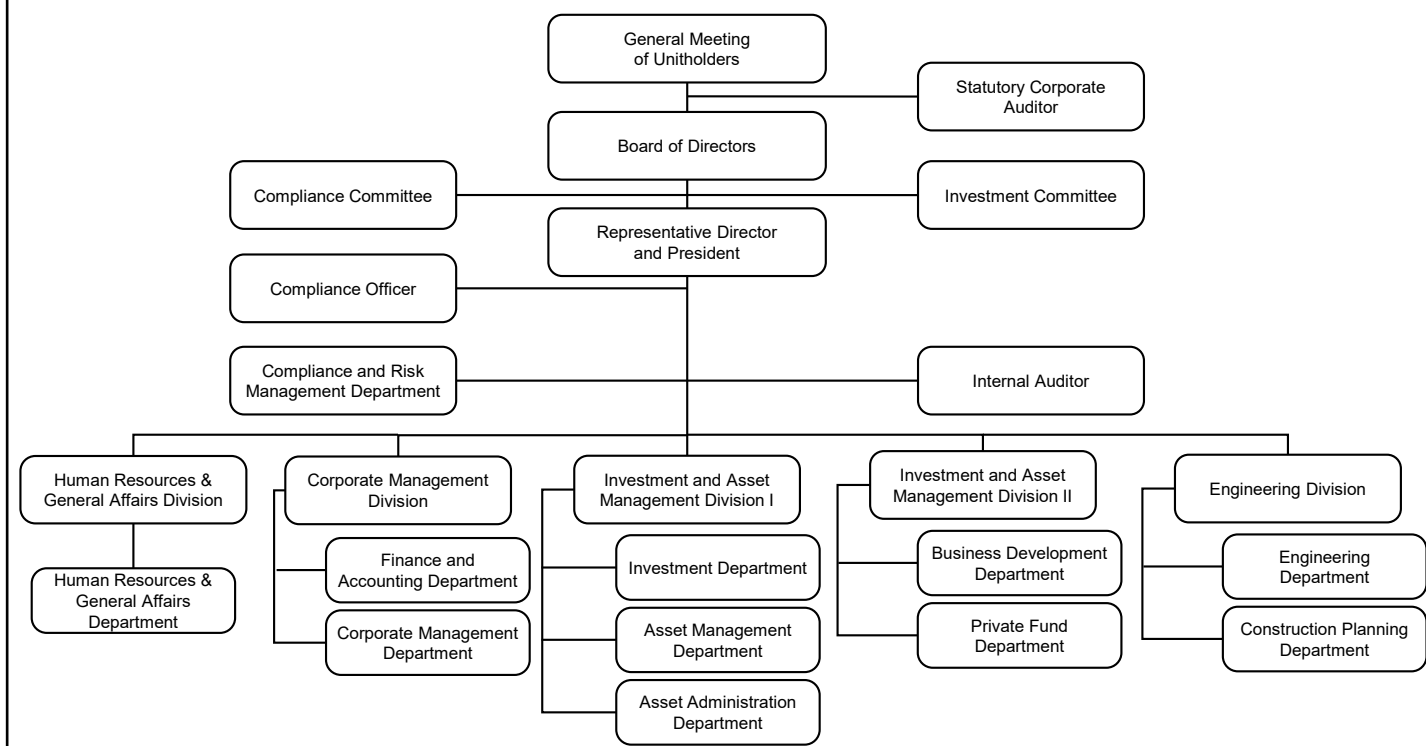 General Meeting
of Unitholders
Statutory Corporate
Auditor
Board of Directors
Compliance Committee
Investment Committee
Representative Director
and President
Compliance Officer
Compliance and Risk
Management Department
Internal Auditor
Human Resources &
General Affairs Division
Corporate Management
Division
Investment and Asset
Management Division I
Investment and Asset
Management Division II
Engineering Division
Human Resources &
General Affairs
Department
Finance and
Accounting Department
Corporate Management
Department
Investment Department
Asset Management
Department
Asset Administration
Department
Business Development
Department
Private Fund
Department
Engineering
Department
Construction Planning
Department